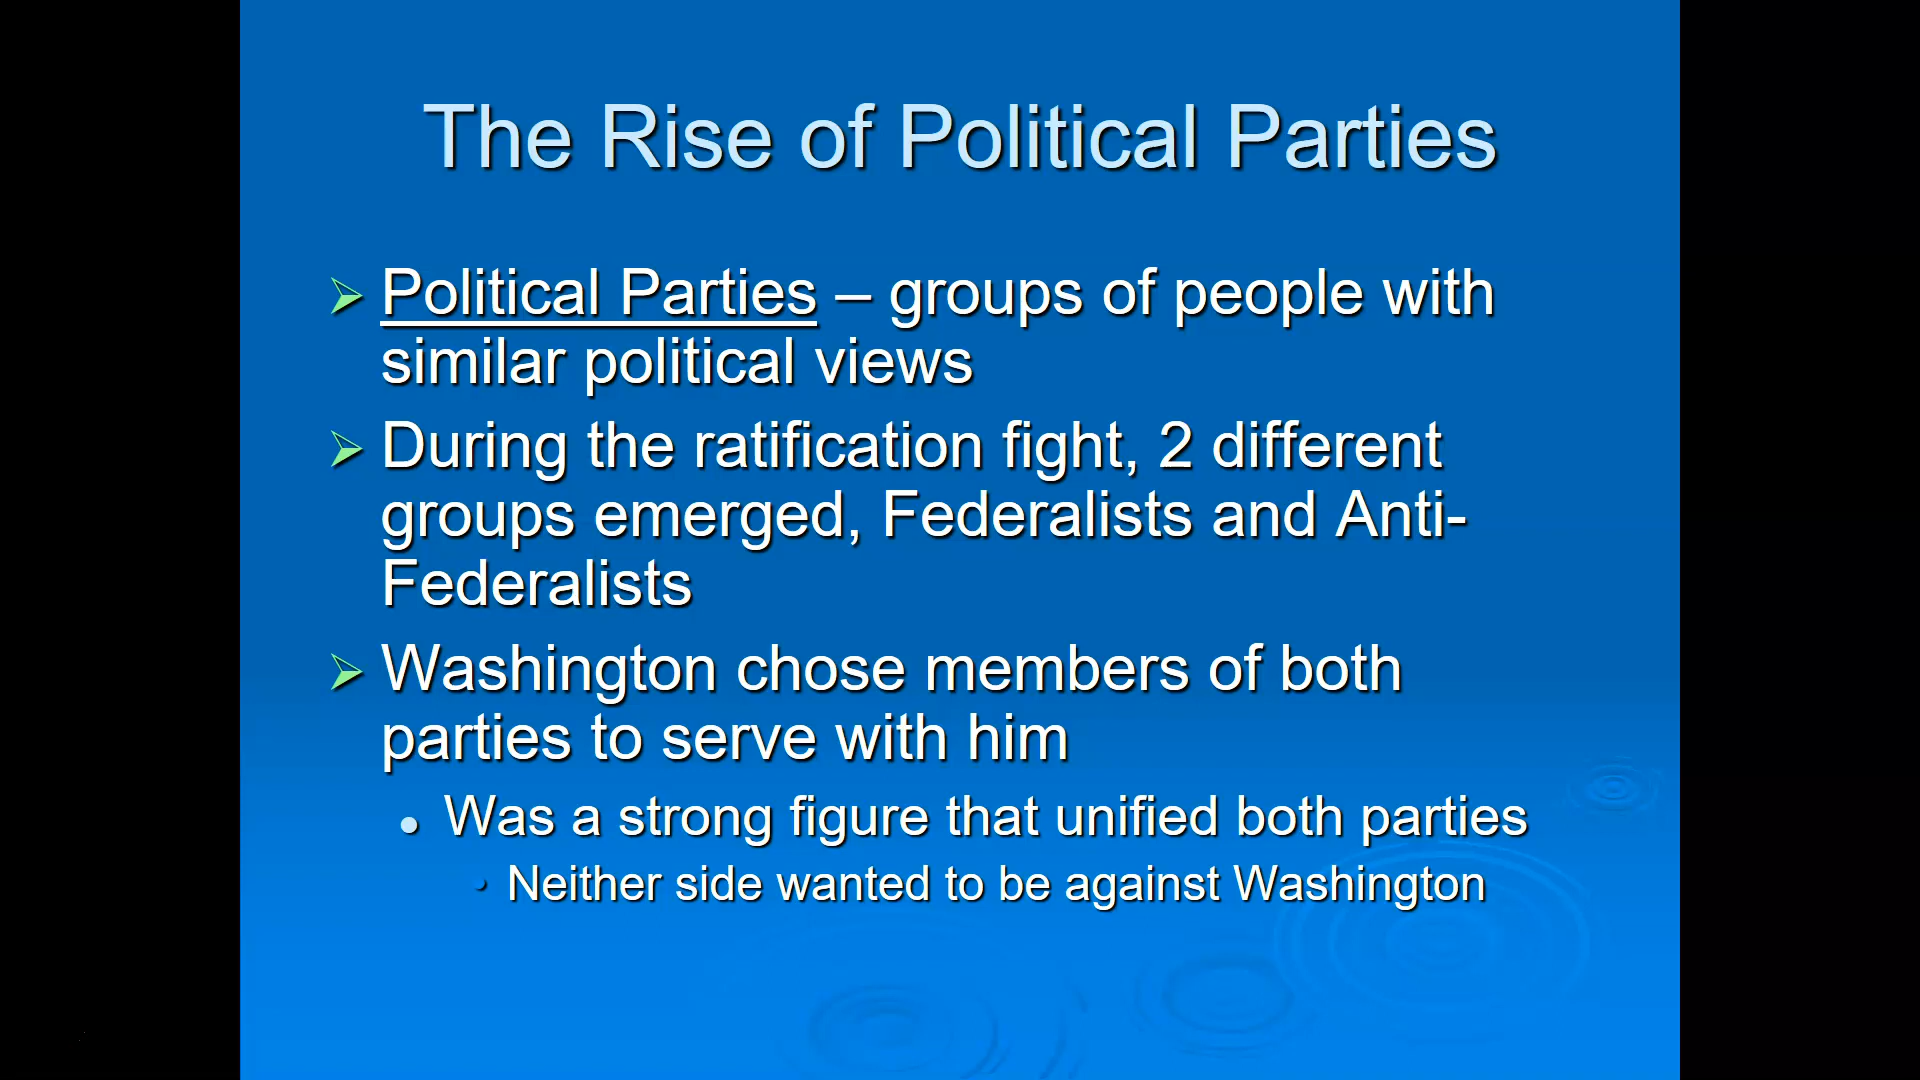 The Rise of Political Parties
Political Parties – groups of people with
similar political views
During the ratification fight, 2 different
groups emerged, Federalists and Anti-
Federalists
Washington chose members of both
parties to serve with him
Was a strong figure that unified both parties
Neither side wanted to be against Washington